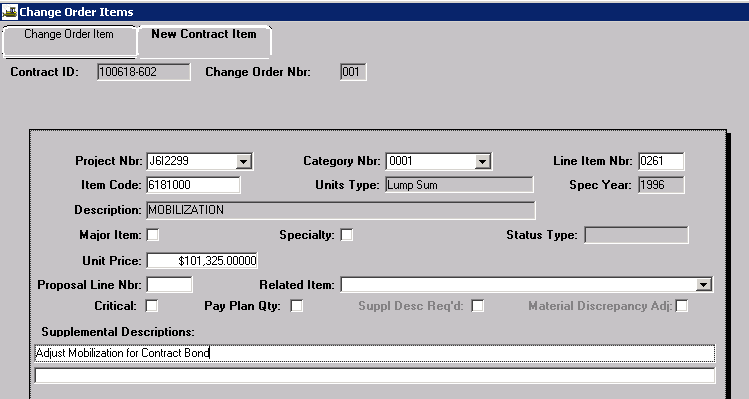 Change Order Items
Change Order Item New Contract Item
Contract ID: 100618-602 Change Order Nbr: 001
Project Nbr: J6I2299 Category Nbr: 0001 Line Item Nbr: 0261
Item Code: 6181000 Units Type: Lump Sum Spec Year: 1996
Description: MOBILIZATION
Major Item: Specialty: Status Type:
Unit Price: $101,325.00000
Proposal Line Nbr: Related Item:
Critical: Pay Plan Qty: Suppl Desc Req'd: Material Discrepancy Adj:
Supplemental Descriptions:
Adjust Mobilization for Contract Bond